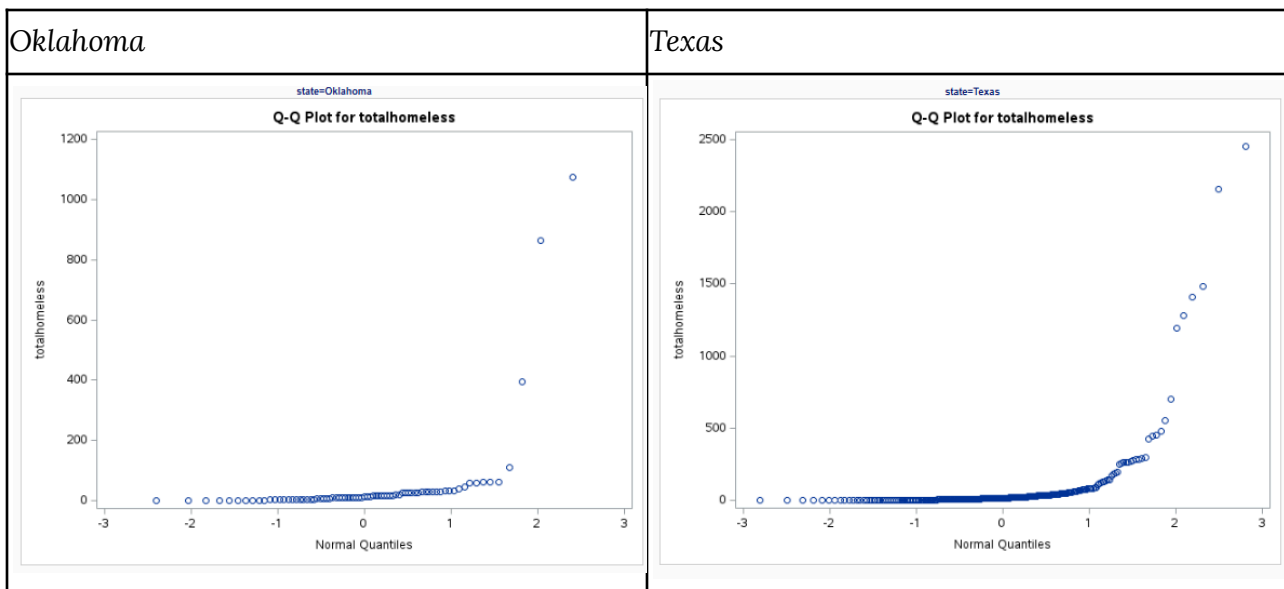 Oklahoma
Texas
state=Oklahoma
Q-Q Plot for totalhomeless
1200
1000
800
600
400
200
0
totalhomeless
-3 -2 -1 0 1 2 3
Normal Quantiles
state=Texas
Q-Q Plot for totalhomeless
2500
2000
1500
1000
500
0
totalhomeless
-3 -2 -1 0 1 2 3
Normal Quantiles